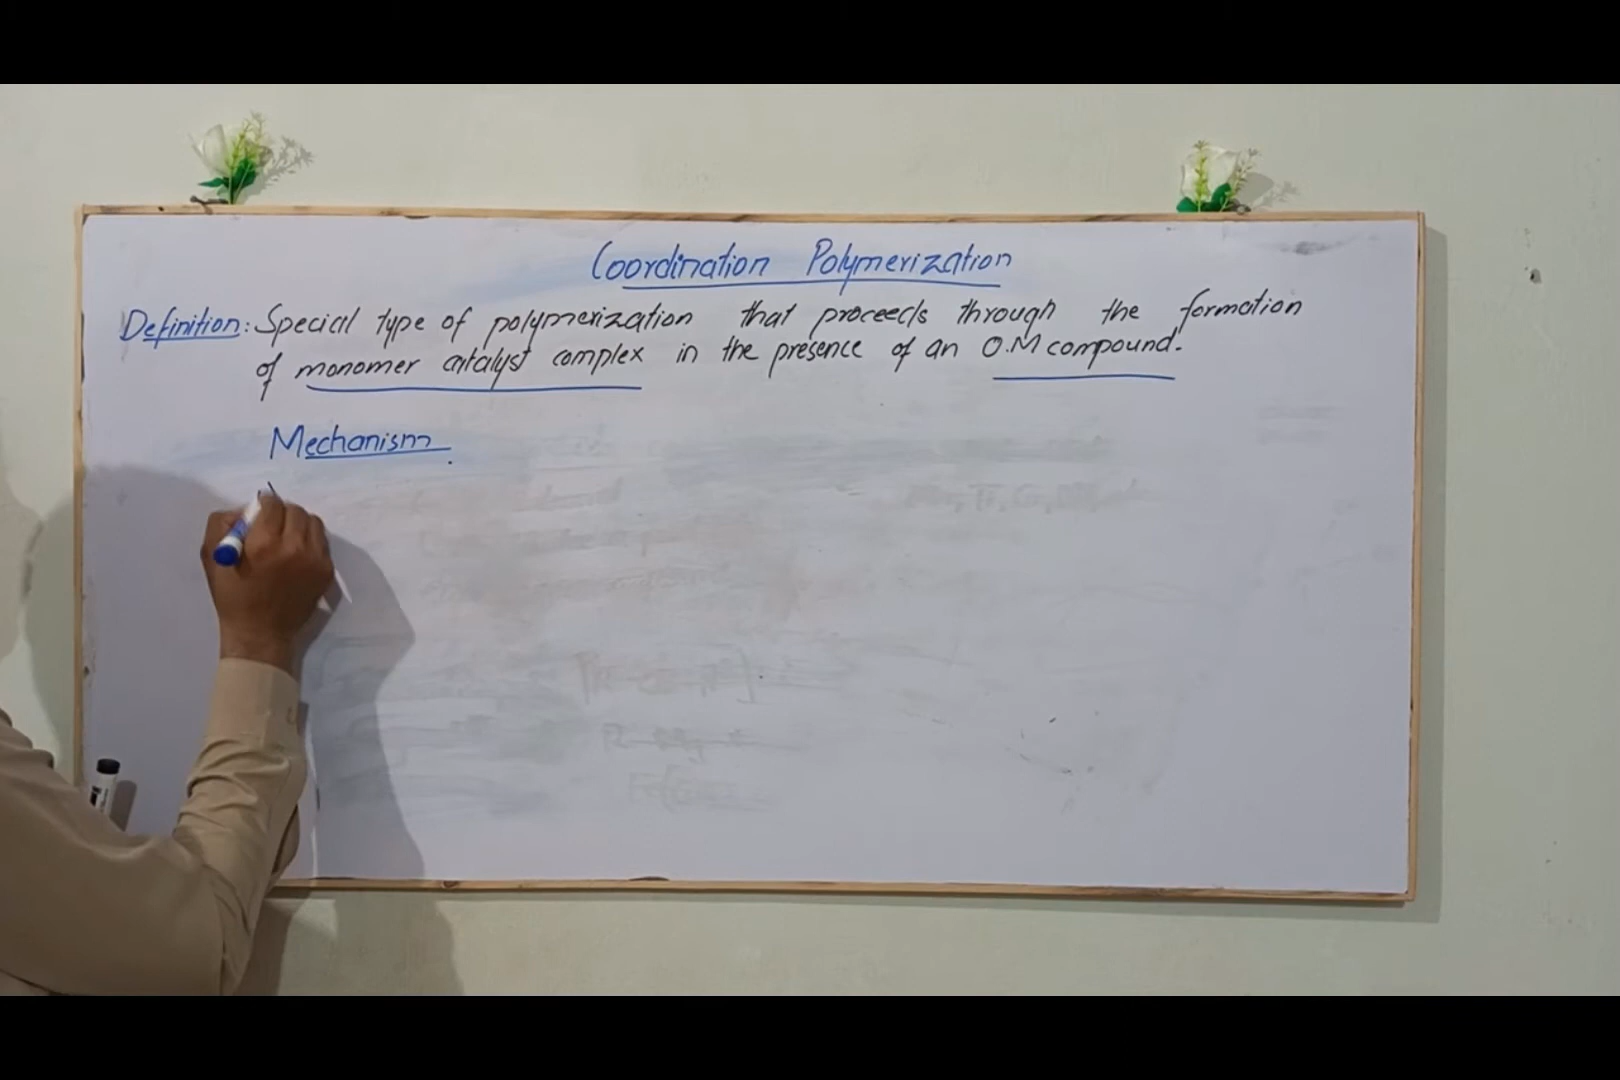 Coordination Polymerization
Definition: Special type of polymerization that proceeds through the formation
of monomer catalyst complex in the presence of an O.M compound.
Mechanism